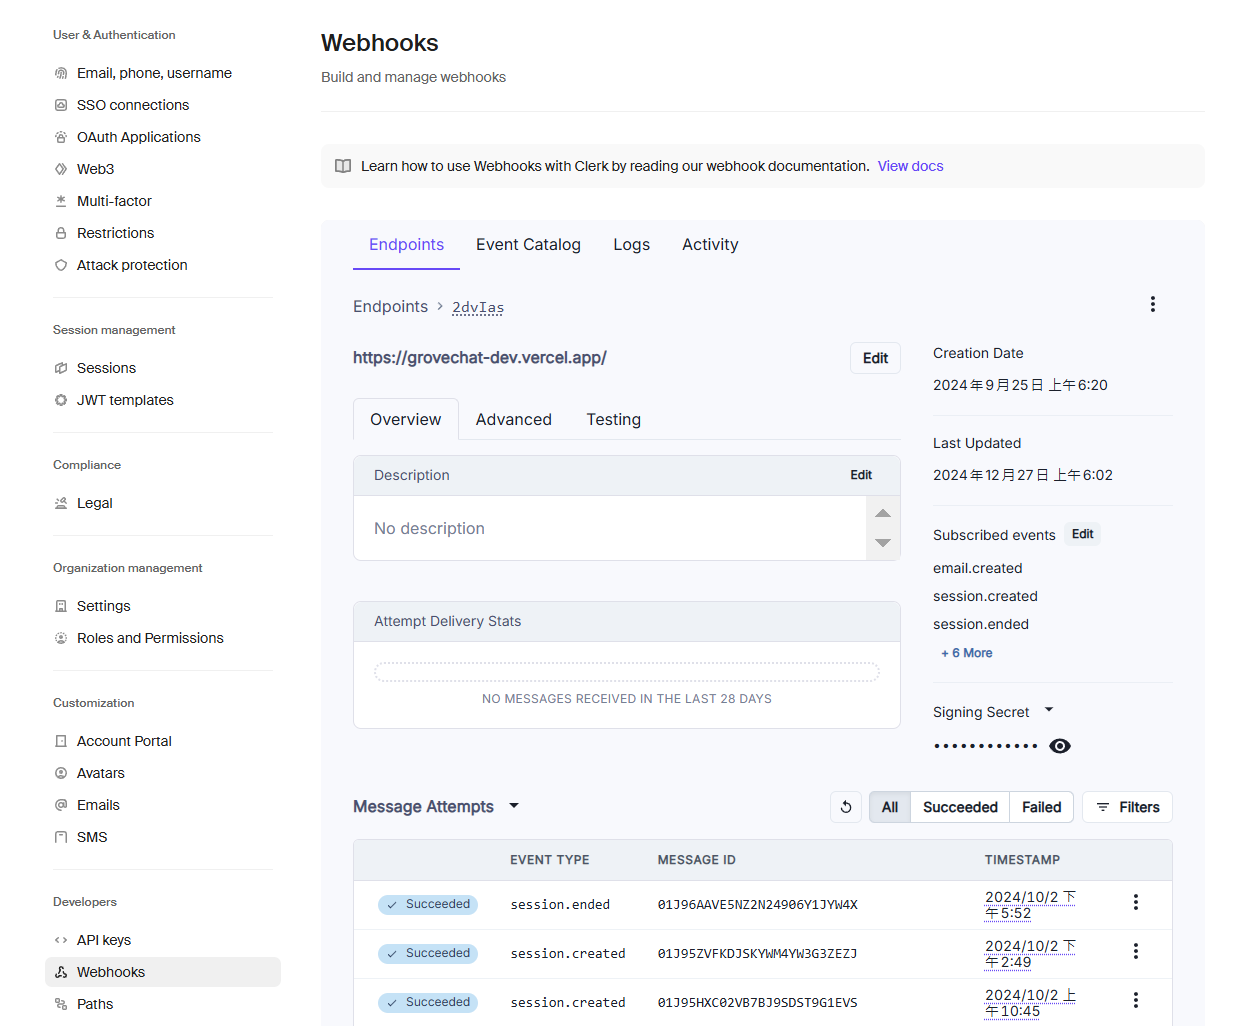 User & Authentication
Email, phone, username
SSO connections
OAuth Applications
Web3
Multi-factor
Restrictions
Attack protection
Session management
Sessions
JWT templates
Compliance
Legal
Organization management
Settings
Roles and Permissions
Customization
Account Portal
Avatars
Emails
SMS
Developers
API keys
Webhooks
Paths
Webhooks
Build and manage webhooks
Learn how to use Webhooks with Clerk by reading our webhook documentation. View docs
Endpoints Event Catalog Logs Activity
Endpoints > 2dvIas
https://grovechat-dev.vercel.app/ Edit
Overview Advanced Testing
Description Edit
No description
Attempt Delivery Stats
NO MESSAGES RECEIVED IN THE LAST 28 DAYS
Creation Date
2024年9月25日 上午6:20
Last Updated
2024年12月27日 上午6:02
Subscribed events Edit
email.created
session.created
session.ended
+ 6 More
Signing Secret
••••••••••••
Message Attempts All Succeeded Failed Filters
EVENT TYPE MESSAGE ID TIMESTAMP
Succeeded session.ended 01J96AAVE5NZ2N24906Y1JYW4X 2024/10/2 下
午5:52
Succeeded session.created 01J95ZVFKDJSKYWM4YW3G3ZEZJ 2024/10/2 下
午2:49
Succeeded session.created 01J95HXC02VB7BJ9SDST9G1EVS 2024/10/2 上
午10:45